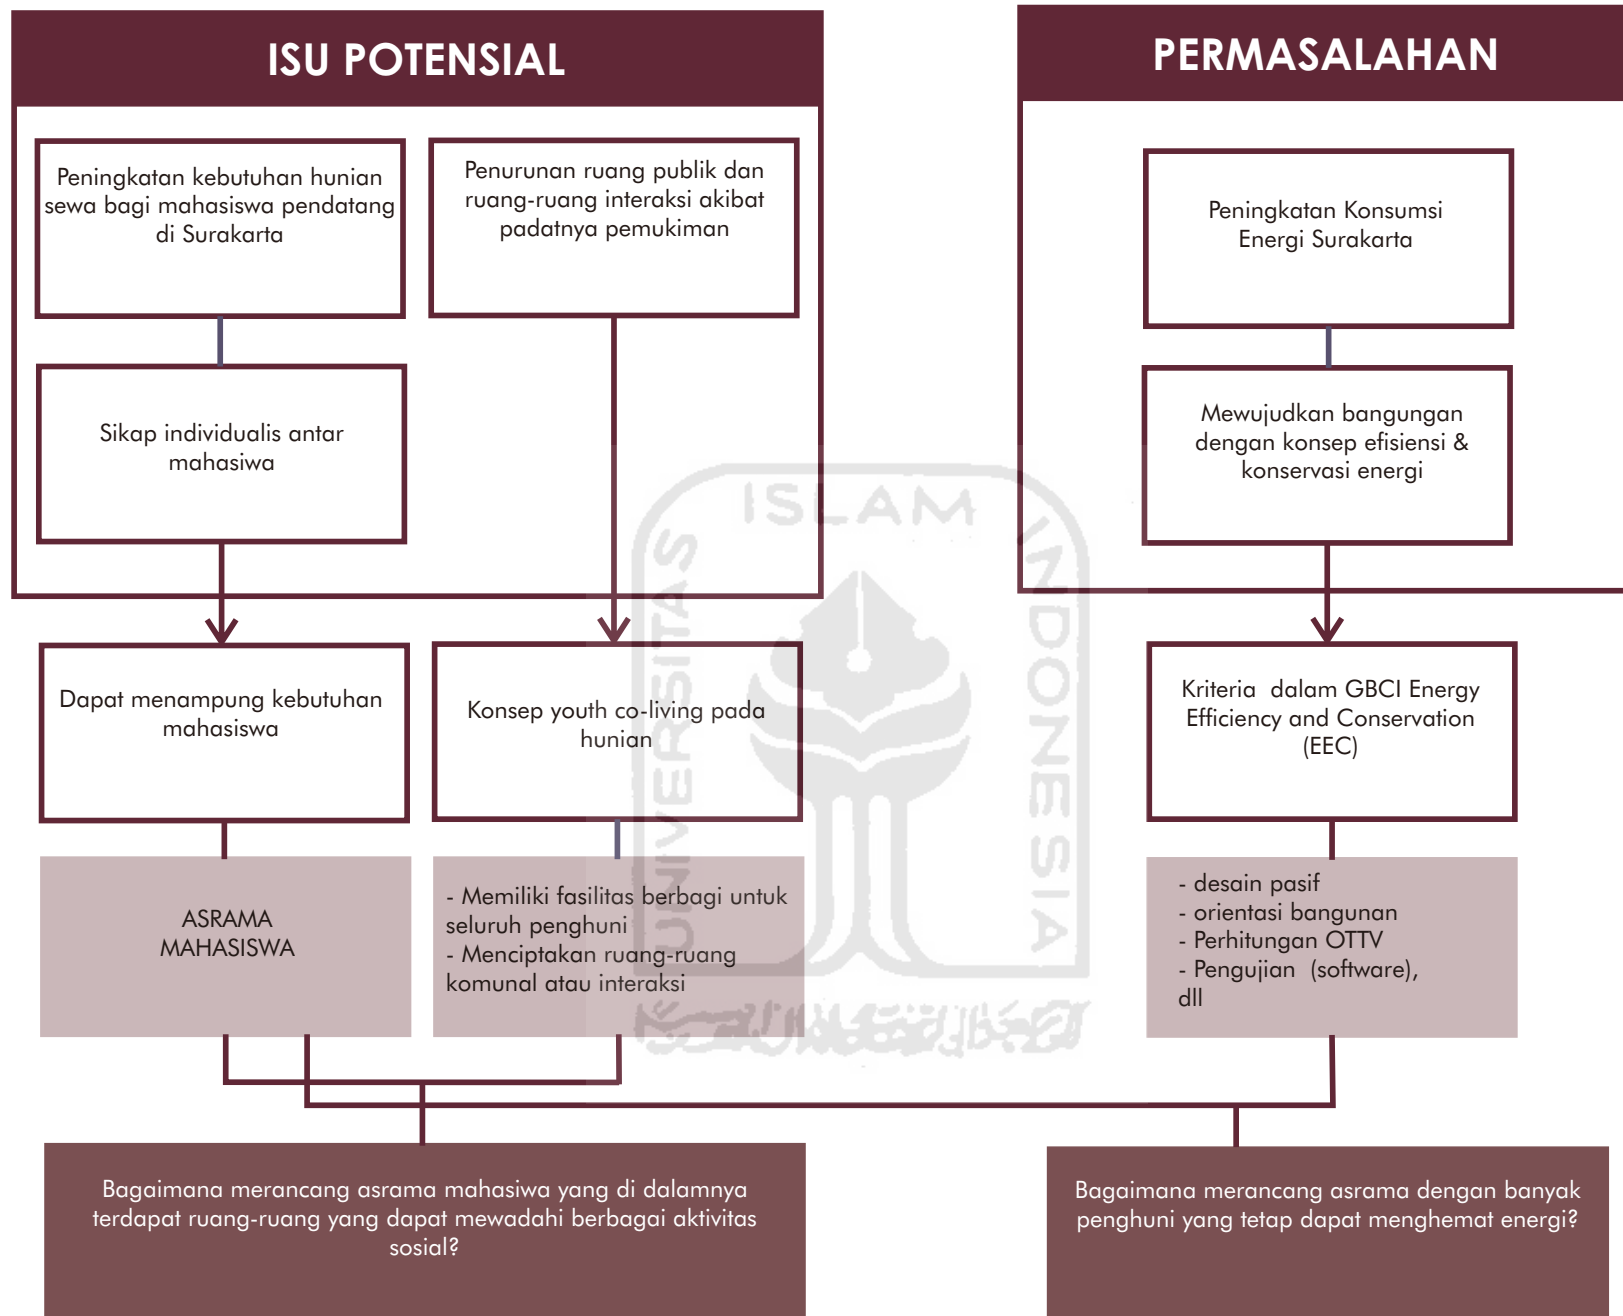 ISU POTENSIAL
Peningkatan kebutuhan hunian
sewa bagi mahasiswa pendatang
di Surakarta
Penurunan ruang publik dan
ruang-ruang interaksi akibat
padatnya pemukiman
Sikap individualis antar
mahasiwa
Dapat menampung kebutuhan
mahasiswa
Konsep youth co-living pada
hunian
ASRAMA
MAHASISWA
- Memiliki fasilitas berbagi untuk
seluruh penghuni
- Menciptakan ruang-ruang
komunal atau interaksi
Bagaimana merancang asrama mahasiwa yang di dalamnya
terdapat ruang-ruang yang dapat mewadahi berbagai aktivitas
sosial?
PERMASALAHAN
Peningkatan Konsumsi
Energi Surakarta
Mewujudkan bangungan
dengan konsep efisiensi &
konservasi energi
Kriteria dalam GBCI Energy
Efficiency and Conservation
(EEC)
- desain pasif
- orientasi bangunan
- Perhitungan OTTV
- Pengujian (software),
dll
Bagaimana merancang asrama dengan banyak
penghuni yang tetap dapat menghemat energi?
UNIVERSITAS
ISLAM
INDONESIA